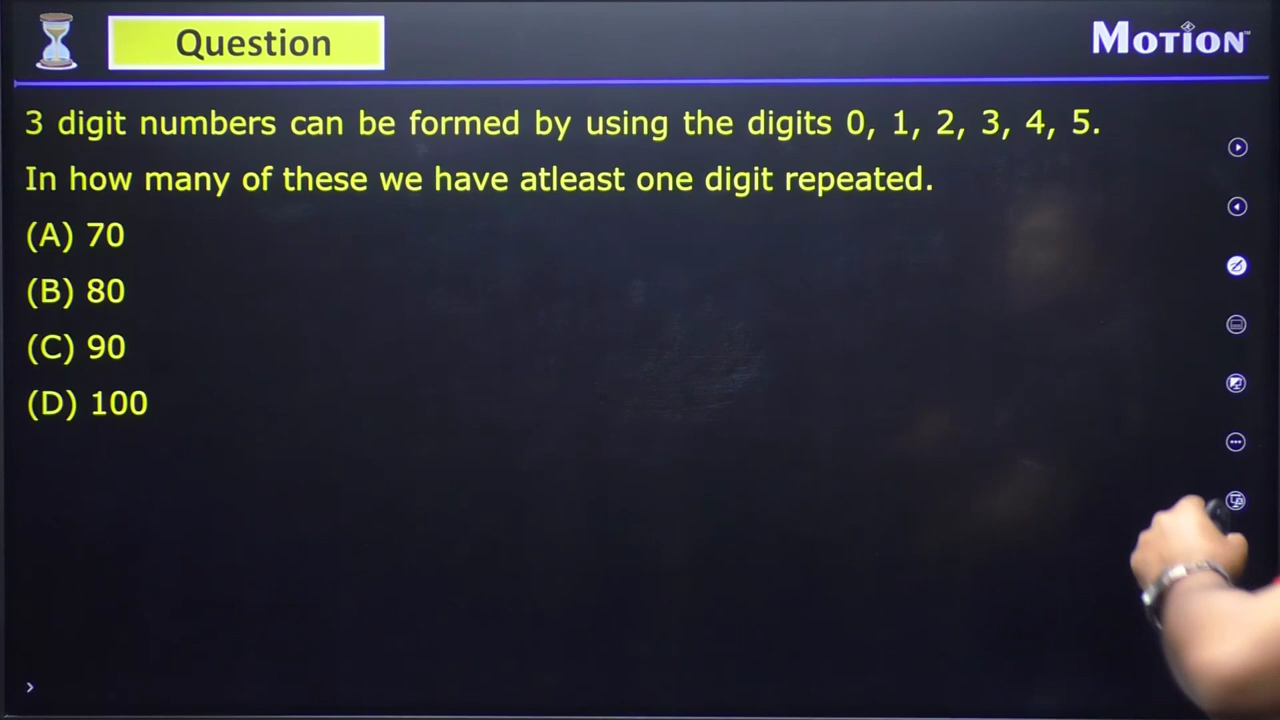 Question
MOTION™
3 digit numbers can be formed by using the digits 0, 1, 2, 3, 4, 5.
In how many of these we have atleast one digit repeated.
(A) 70
(B) 80
(C) 90
(D) 100